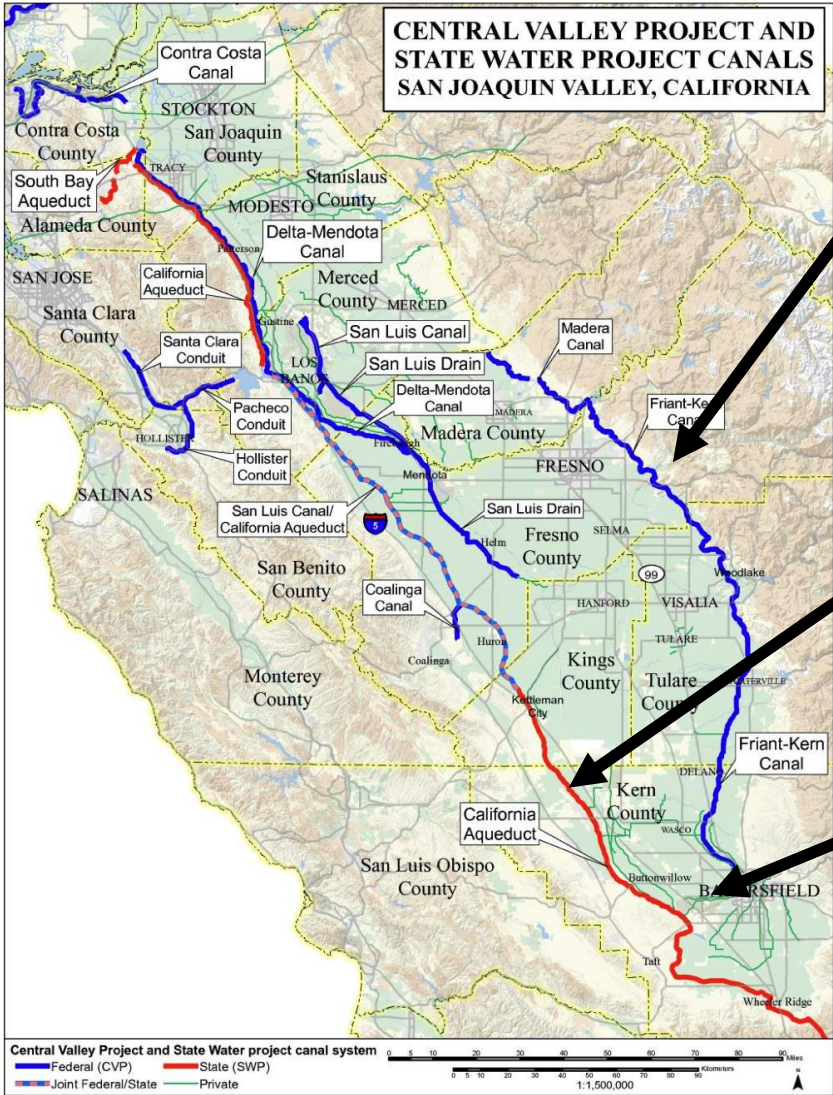 CENTRAL VALLEY PROJECT AND
STATE WATER PROJECT CANALS
SAN JOAQUIN VALLEY, CALIFORNIA
Contra Costa
Canal
STOCKTON
San Joaquin
County
Contra Costa
County
TRACY
South Bay
Aqueduct
Alameda County
Stanislaus
County
MODESTO
Patterson
Delta-Mendota
Canal
SAN JOSE
California
Aqueduct
Merced
County
MERCED
Santa Clara
County
Gustine
San Luis Canal
Madera
Canal
Santa Clara
Conduit
LOS
BANOS
San Luis Drain
Delta-Mendota
Canal
Pacheco
Conduit
MADERA
Madera County
Friant-Kern
HOLLISTER
Hollister
Conduit
FRESNO
Mendota
SALINAS
San Luis Canal/
California Aqueduct
5
San Luis Drain
Fresno
County
SELMA
Helm
San Benito
County
99
Woodlake
Coalinga
Canal
HANFORD
VISALIA
TULARE
Huron
Coalinga
Kings
County
Monterey
County
Tulare
Kettleman
City
Friant-Kern
Canal
Kern
County
WASCO
California
Aqueduct
San Luis Obispo
County
Buttonwillow
Taft
Wheeler Ridge
Central Valley Project and State Water project canal system
Federal (CVP)
State (SWP)
Joint Federal/State
Private
0 5 10 20 30 40 50 60 70 80 90 Miles
0 5 10 20 30 40 50 60 70 80 90 Kilometers
1:1,500,000
N